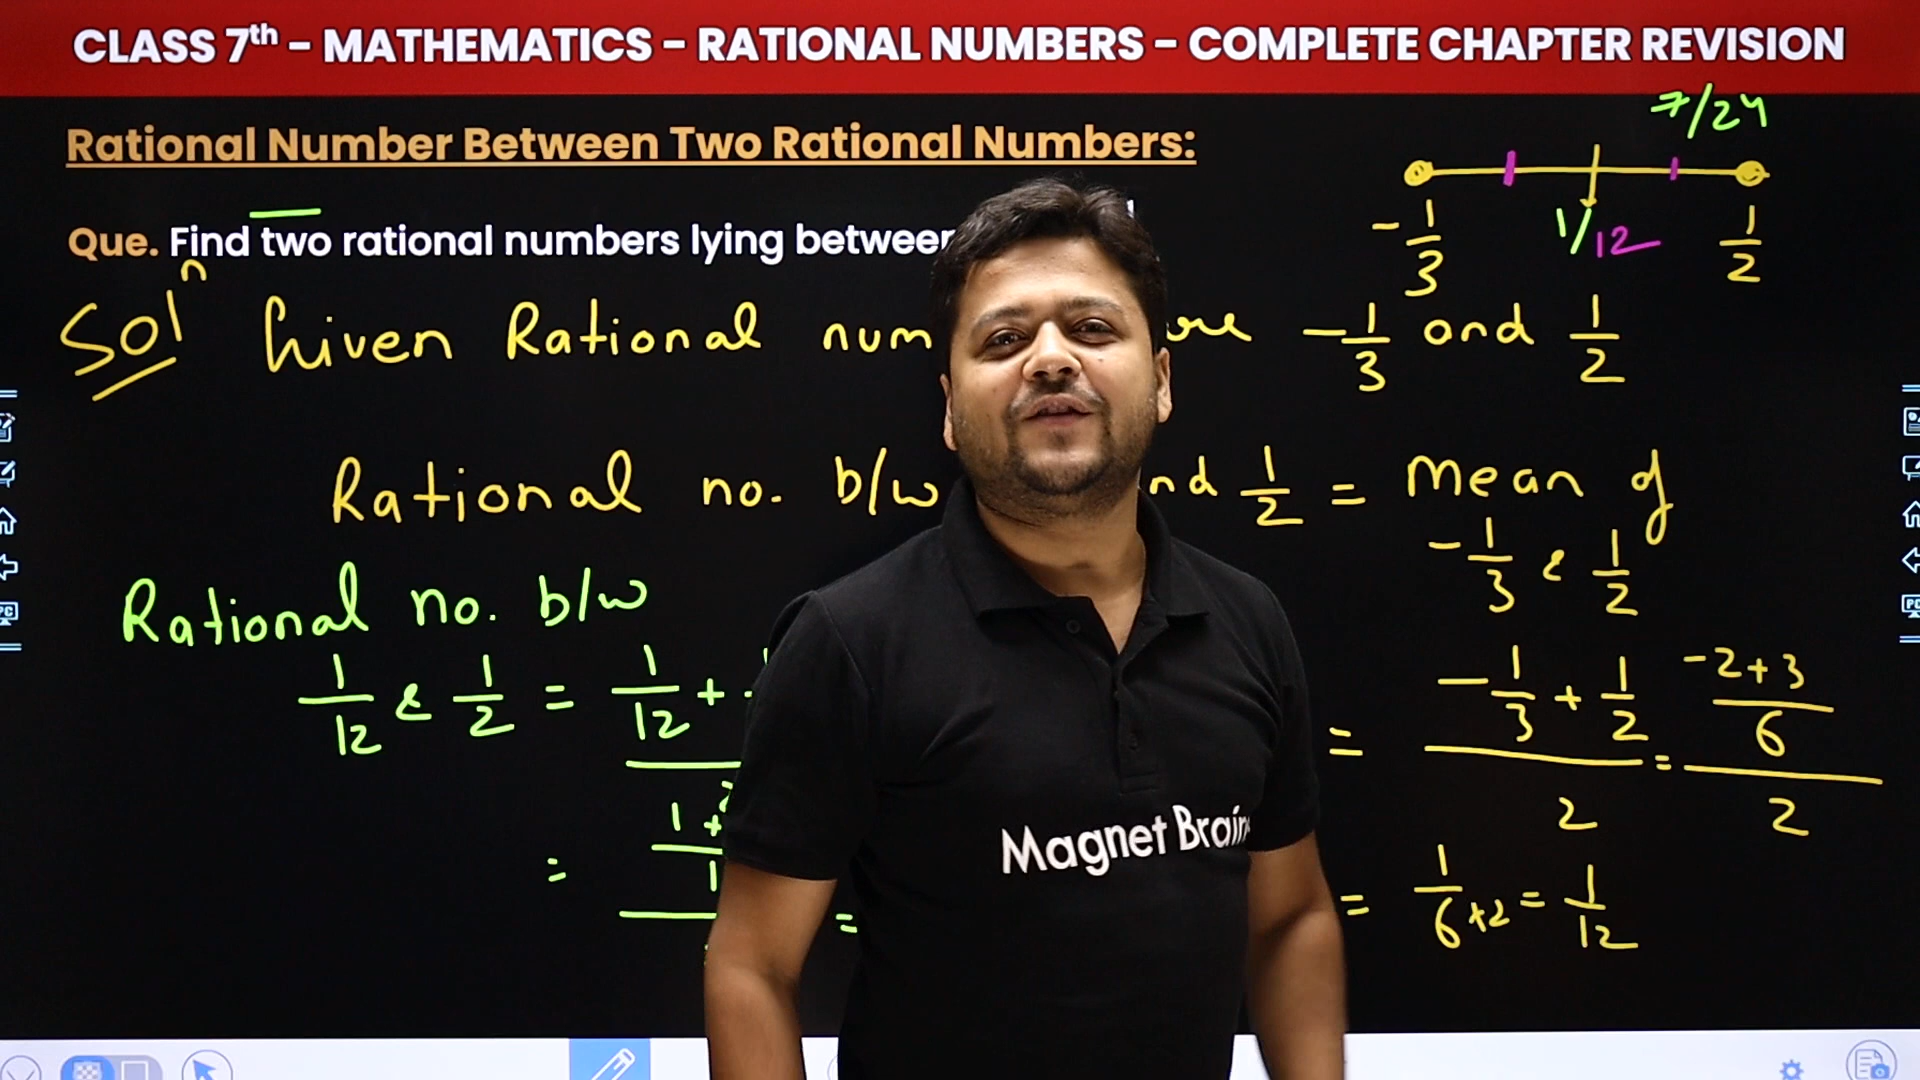 CLASS 7th – MATHEMATICS – RATIONAL NUMBERS – COMPLETE CHAPTER REVISION
Rational Number Between Two Rational Numbers:
7/24
-1/3 1/12 1/2
Que. Find two rational numbers lying between
Solⁿ Given Rational num are -1/3 and 1/2
Rational no. b/w nd 1/2 = Mean of
-1/3 & 1/2
Rational no. b/w
1/12 & 1/2 = 1/12 +
= (-1/3 + 1/2)/2 = ((-2+3)/6)/2
= 1/(6×2) = 1/12
= 1+
=
Magnet Brain